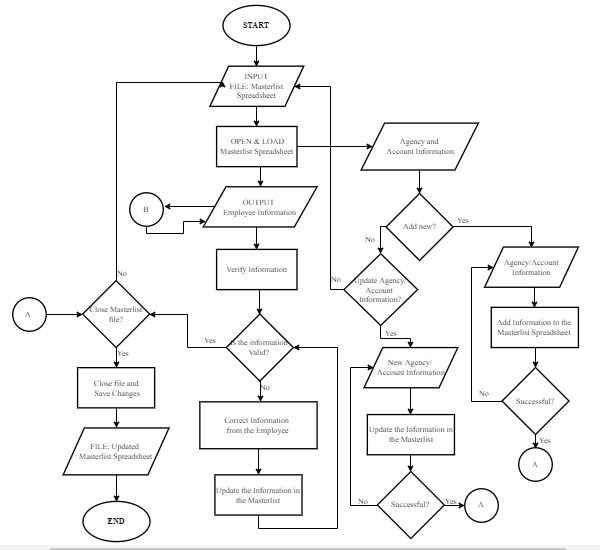 START
INPUT
FILE: Masterlist
Spreadsheet
OPEN & LOAD
Masterlist Spreadsheet
Agency and
Account Information
OUTPUT
Employee Information
B
Add new?
Yes
No
Verify Information
Agency/Account
Information
No
Update Agency/
Account
Information?
No
A
Close Masterlist
file?
Yes
Yes
Is the information
Valid?
No
Yes
New Agency/
Account Information
Add Information to the
Masterlist Spreadsheet
Close file and
Save Changes
No
Successful?
Yes
A
Correct Information
from the Employee
Update the Information in
the Masterlist
FILE: Updated
Masterlist Spreadsheet
Update the Information in
the Masterlist
No
Successful?
Yes
A
END